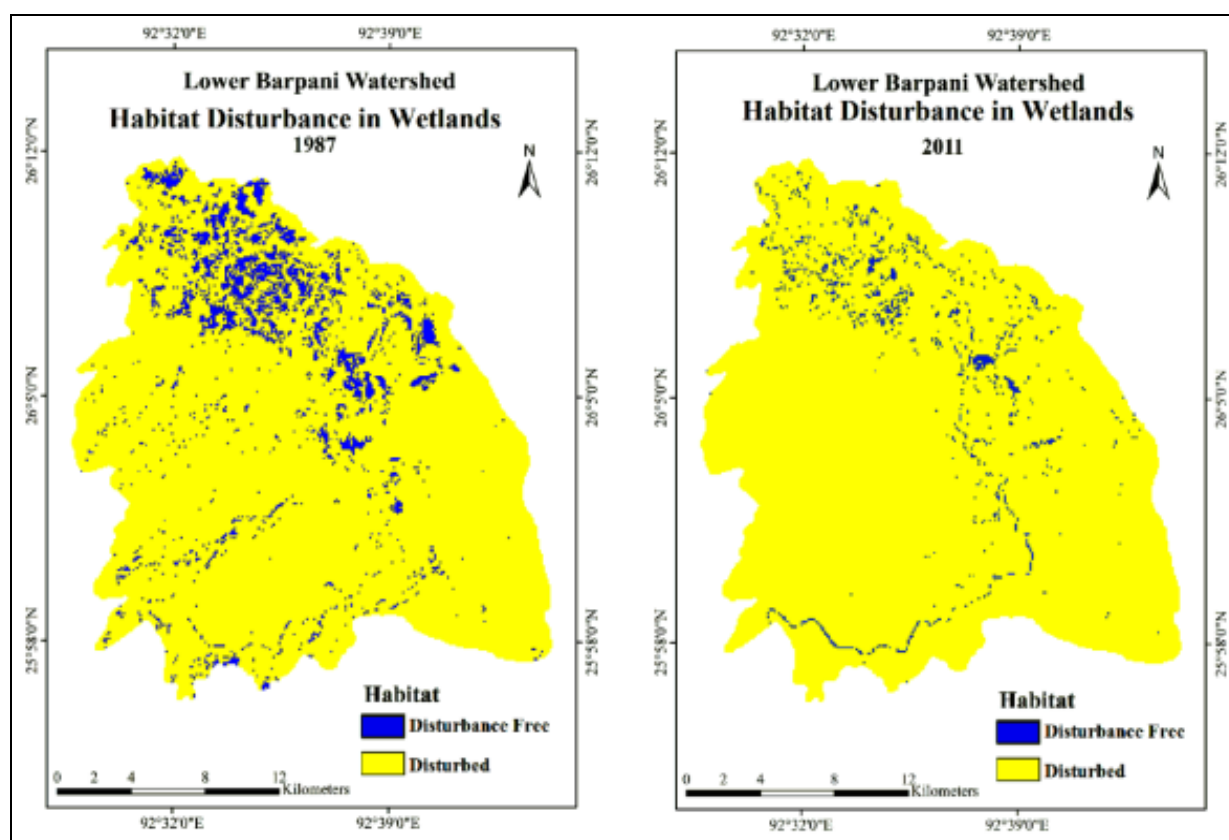 92°32'0"E 92°39'0"E
Lower Barpani Watershed
Habitat Disturbance in Wetlands
1987
N
26°12'0"N 26°12'0"N
26°5'0"N 26°5'0"N
25°58'0"N 25°58'0"N
Habitat
Disturbance Free
Disturbed
0 2 4 8 12
Kilometers
92°32'0"E 92°39'0"E
92°32'0"E 92°39'0"E
Lower Barpani Watershed
Habitat Disturbance in Wetlands
2011
N
26°12'0"N 26°12'0"N
26°5'0"N 26°5'0"N
25°58'0"N 25°58'0"N
Habitat
Disturbance Free
Disturbed
0 2 4 8 12
Kilometers
92°32'0"E 92°39'0"E